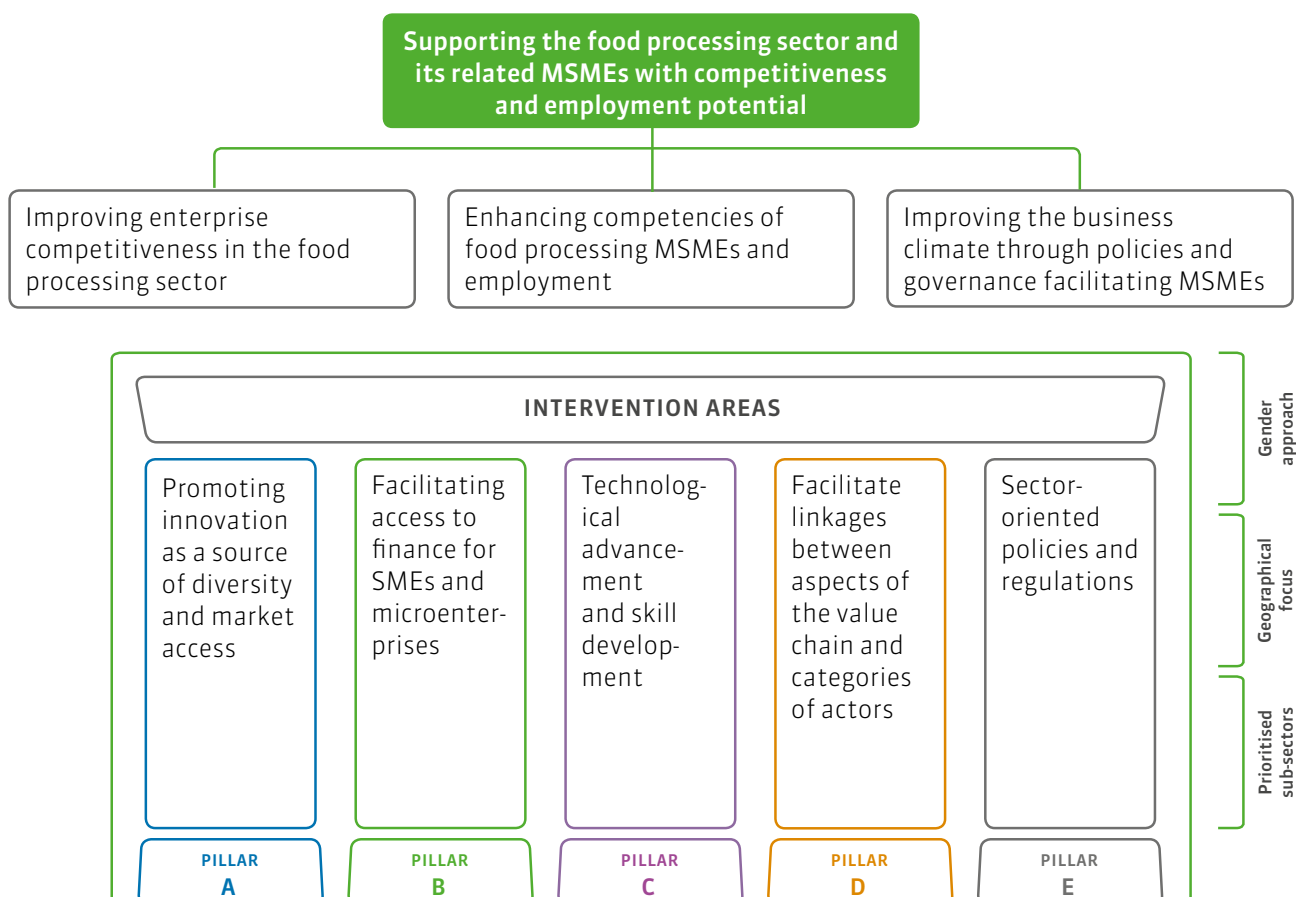 Supporting the food processing sector and
its related MSMEs with competitiveness
and employment potential
Improving enterprise
competitiveness in the food
processing sector
Enhancing competencies of
food processing MSMEs and
employment
Improving the business
climate through policies and
governance facilitating MSMEs
INTERVENTION AREAS
Promoting
innovation
as a source
of diversity
and market
access
Facilitating
access to
finance for
SMEs and
microenter-
prises
Technolog-
ical
advance-
ment
and skill
develop-
ment
Facilitate
linkages
between
aspects of
the value
chain and
categories
of actors
Sector-
oriented
policies and
regulations
PILLAR
A
PILLAR
B
PILLAR
C
PILLAR
D
PILLAR
E
Gender
approach
Geographical
focus
Prioritised
sub-sectors